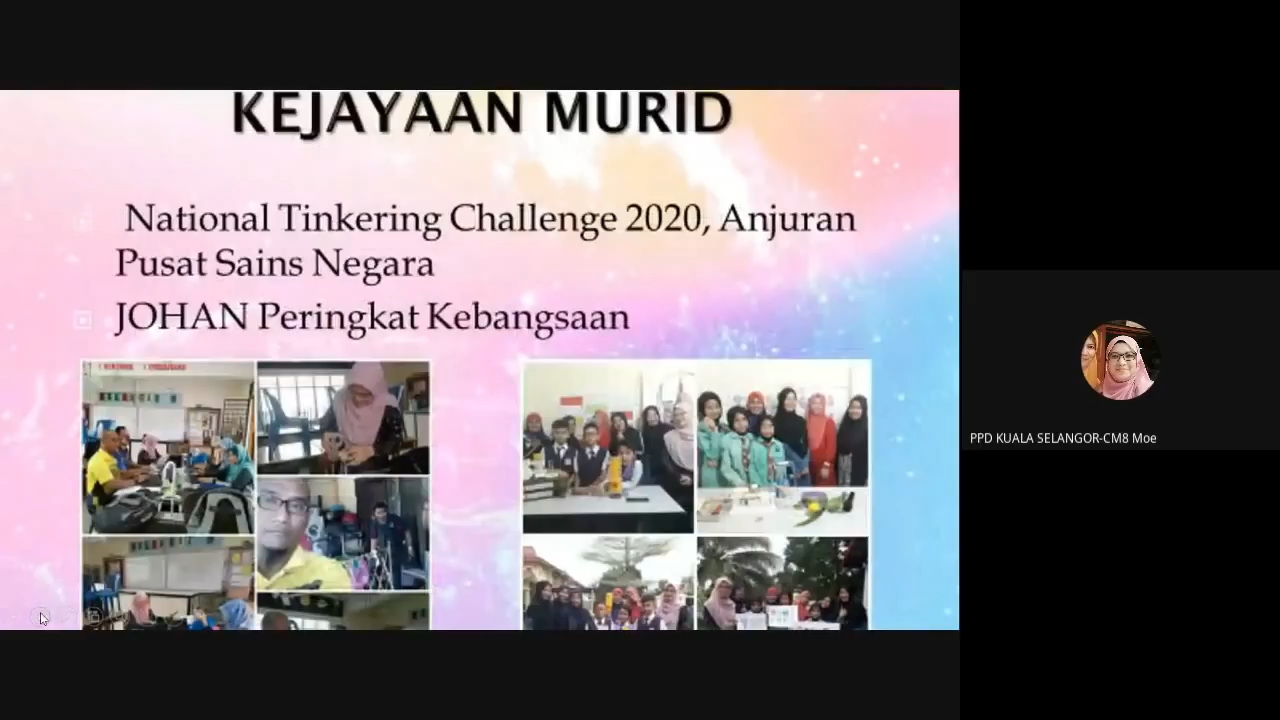 KEJAYAAN MURID
National Tinkering Challenge 2020, Anjuran
Pusat Sains Negara
JOHAN Peringkat Kebangsaan
PPD KUALA SELANGOR-CM8 Moe